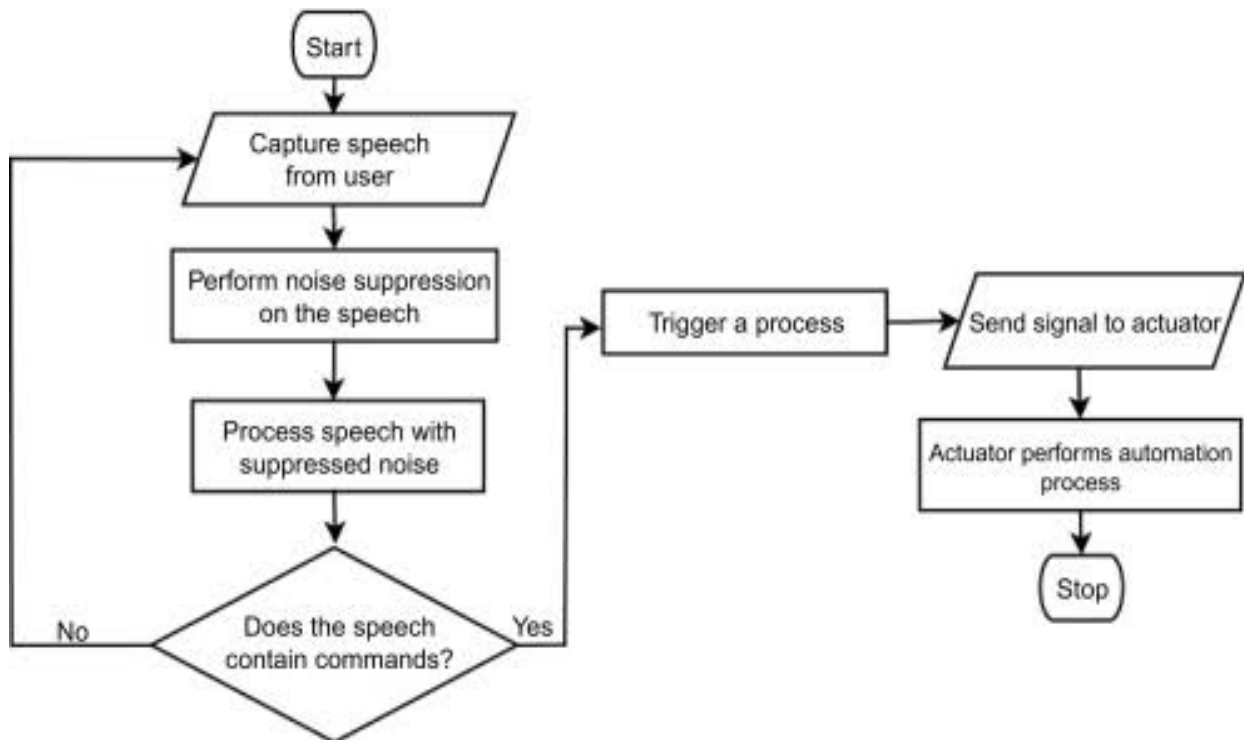 Start
Capture speech
from user
Perform noise suppression
on the speech
Process speech with
suppressed noise
Does the speech
contain commands?
No
Yes
Trigger a process
Send signal to actuator
Actuator performs automation
process
Stop